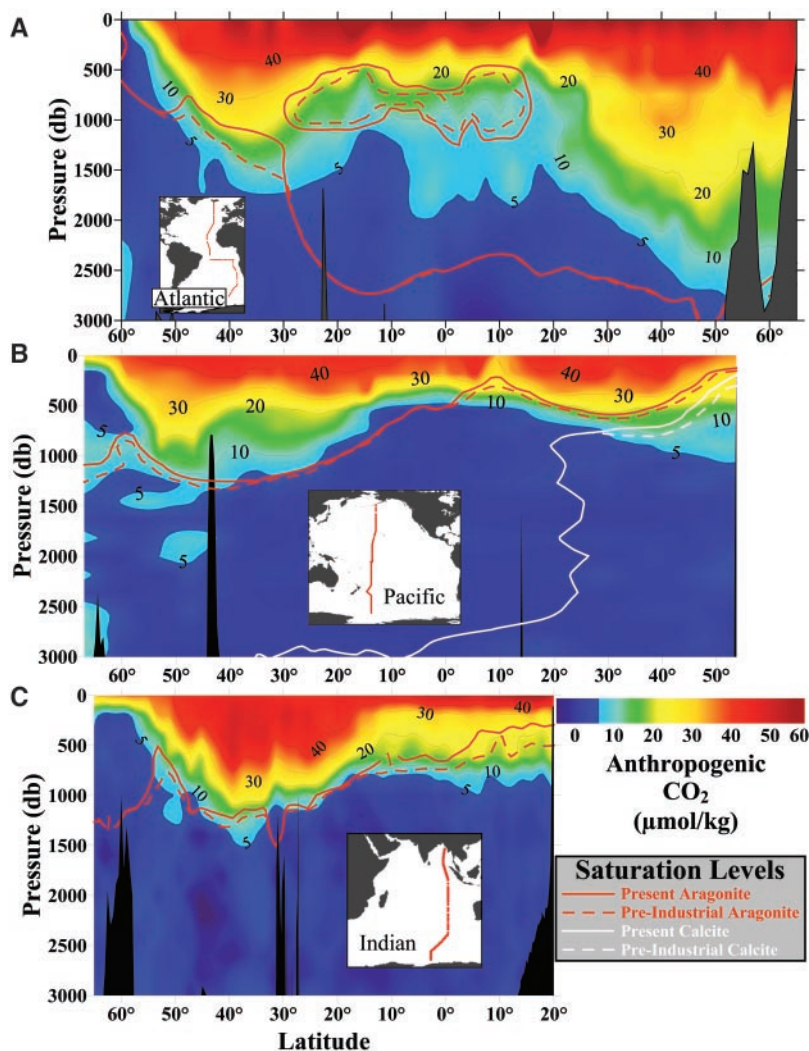 A
0
500
1000
1500
2000
2500
3000
Pressure (db)
40
20
20
40
10
30
30
5
5
10
20
5
10
Atlantic
60° 50° 40° 30° 20° 10° 0° 10° 20° 30° 40° 50° 60°
B
0
500
1000
1500
2000
2500
3000
Pressure (db)
40
30
40
30
20
10
30
5
10
10
5
5
5
Pacific
60° 50° 40° 30° 20° 10° 0° 10° 20° 30° 40° 50°
C
0
500
1000
1500
2000
2500
3000
Pressure (db)
30
40
5
40
20
30
10
10
5
5
Indian
60° 50° 40° 30° 20° 10° 0° 10° 20°
Latitude
0 10 20 30 40 50 60
Anthropogenic
CO₂
(µmol/kg)
Saturation Levels
Present Aragonite
Pre-Industrial Aragonite
Present Calcite
Pre-Industrial Calcite